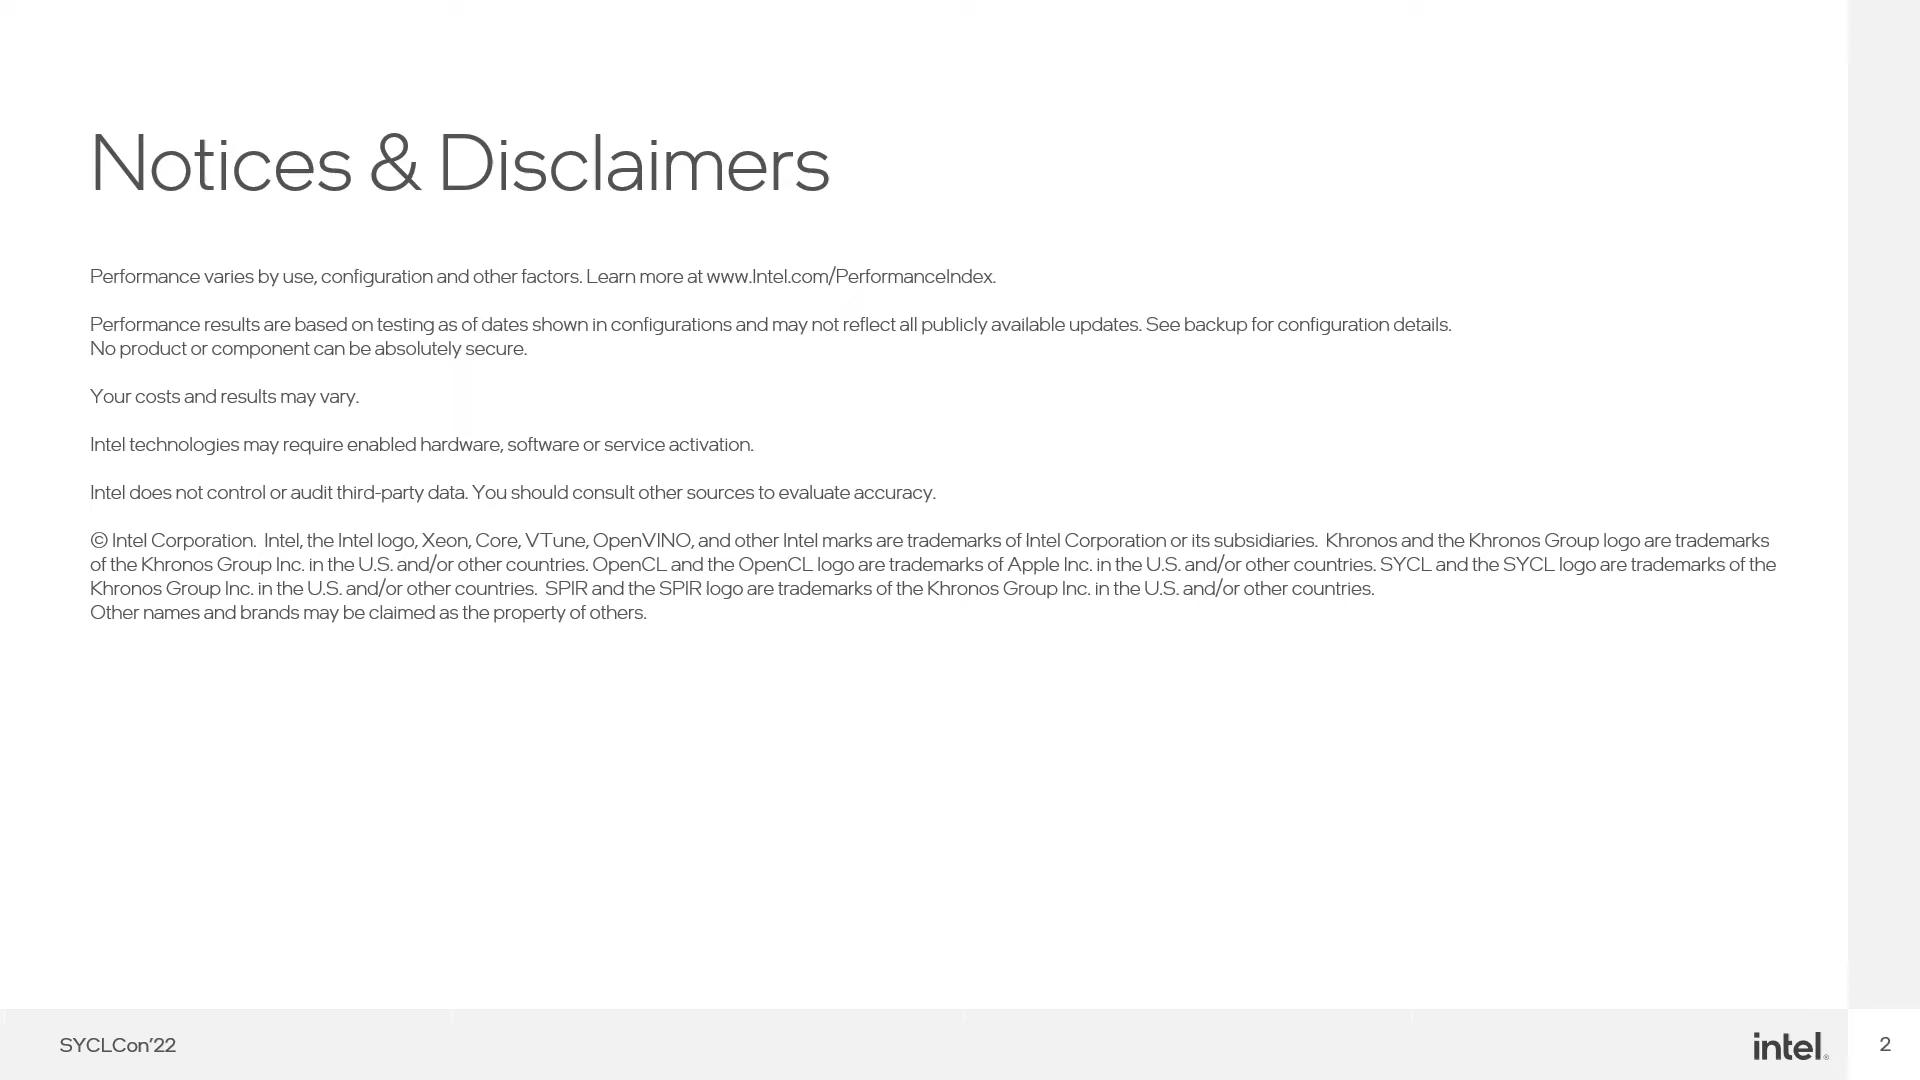 Notices & Disclaimers
Performance varies by use, configuration and other factors. Learn more at www.Intel.com/PerformanceIndex.
Performance results are based on testing as of dates shown in configurations and may not reflect all publicly available updates. See backup for configuration details.
No product or component can be absolutely secure.
Your costs and results may vary.
Intel technologies may require enabled hardware, software or service activation.
Intel does not control or audit third-party data. You should consult other sources to evaluate accuracy.
© Intel Corporation. Intel, the Intel logo, Xeon, Core, VTune, OpenVINO, and other Intel marks are trademarks of Intel Corporation or its subsidiaries. Khronos and the Khronos Group logo are trademarks
of the Khronos Group Inc. in the U.S. and/or other countries. OpenCL and the OpenCL logo are trademarks of Apple Inc. in the U.S. and/or other countries. SYCL and the SYCL logo are trademarks of the
Khronos Group Inc. in the U.S. and/or other countries. SPIR and the SPIR logo are trademarks of the Khronos Group Inc. in the U.S. and/or other countries.
Other names and brands may be claimed as the property of others.
SYCLCon’22
intel®
2